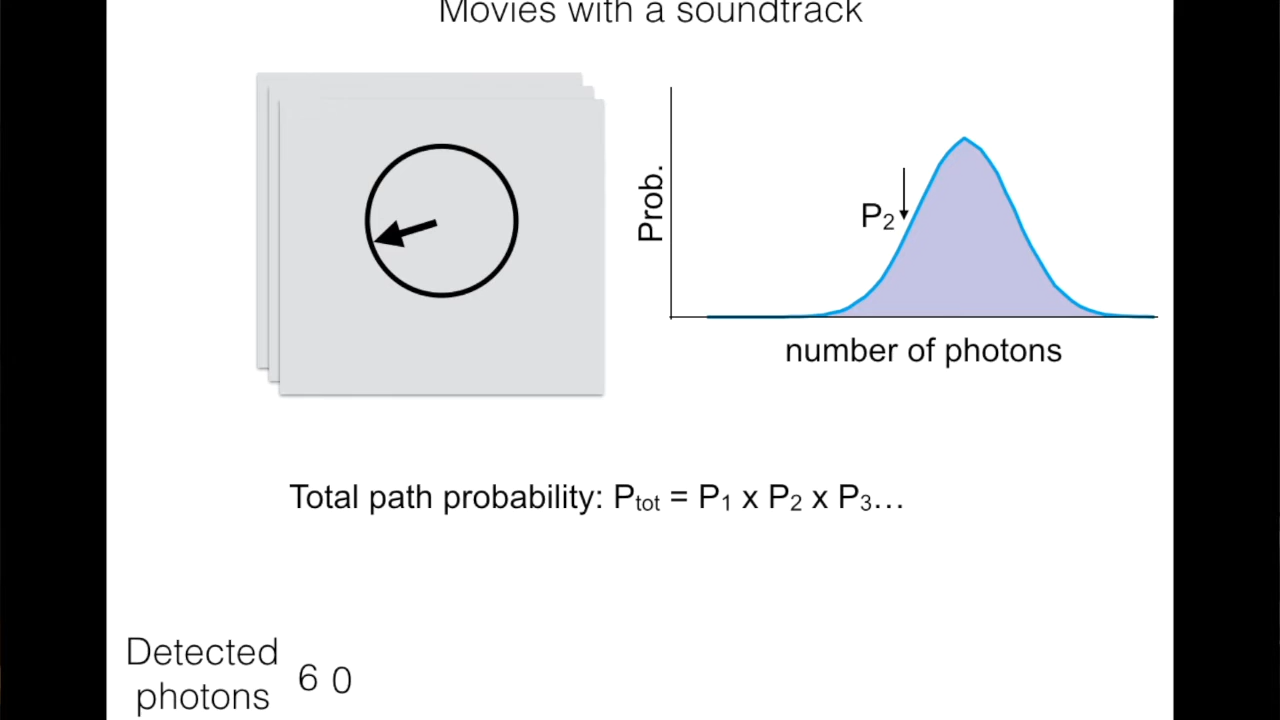 Movies with a soundtrack
Prob.
P₂
number of photons
Total path probability: Pₜₒₜ = P₁ x P₂ x P₃…
Detected
photons
6 0